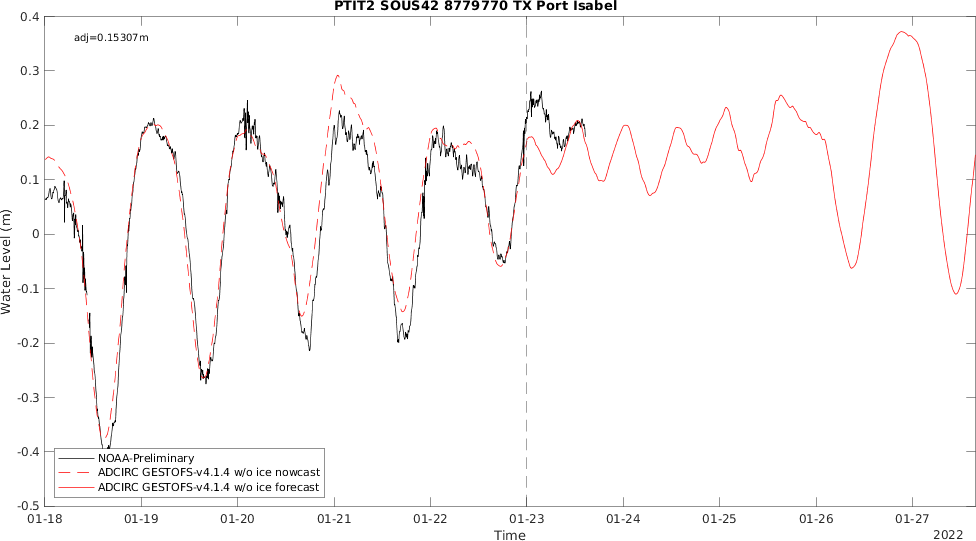 PTIT2 SOUS42 8779770 TX Port Isabel
adj=0.15307m
0.4
0.3
0.2
0.1
0
-0.1
-0.2
-0.3
-0.4
-0.5
Water Level (m)
NOAA-Preliminary
ADCIRC GESTOFS-v4.1.4 w/o ice nowcast
ADCIRC GESTOFS-v4.1.4 w/o ice forecast
01-18 01-19 01-20 01-21 01-22 01-23 01-24 01-25 01-26 01-27
Time
2022